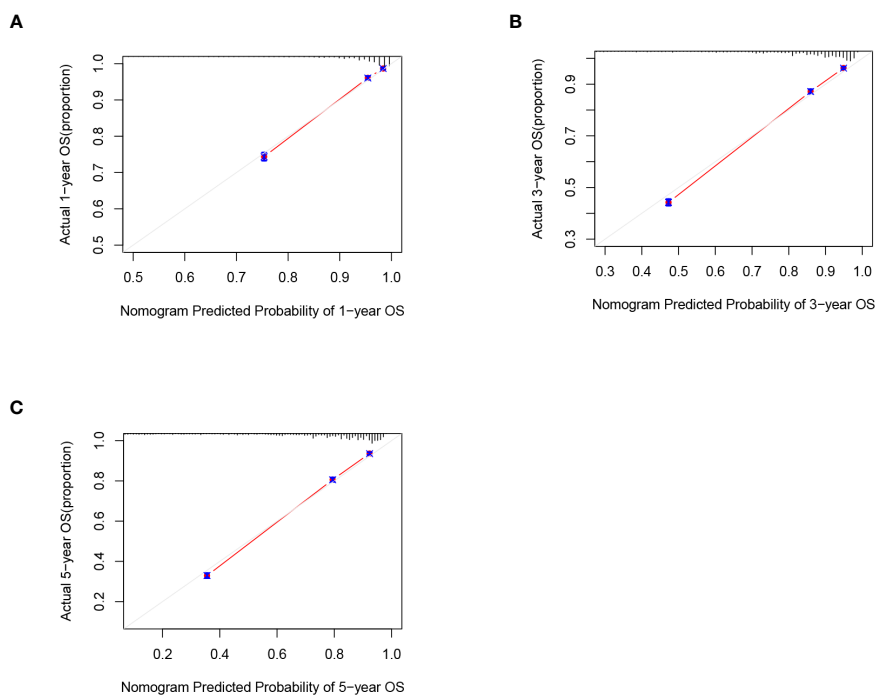 A
Actual 1−year OS(proportion)
1.0
0.9
0.8
0.7
0.6
0.5
0.5 0.6 0.7 0.8 0.9 1.0
Nomogram Predicted Probability of 1−year OS
B
Actual 3−year OS(proportion)
0.9
0.7
0.5
0.3
0.3 0.4 0.5 0.6 0.7 0.8 0.9 1.0
Nomogram Predicted Probability of 3−year OS
C
Actual 5−year OS(proportion)
1.0
0.8
0.6
0.4
0.2
0.2 0.4 0.6 0.8 1.0
Nomogram Predicted Probability of 5−year OS